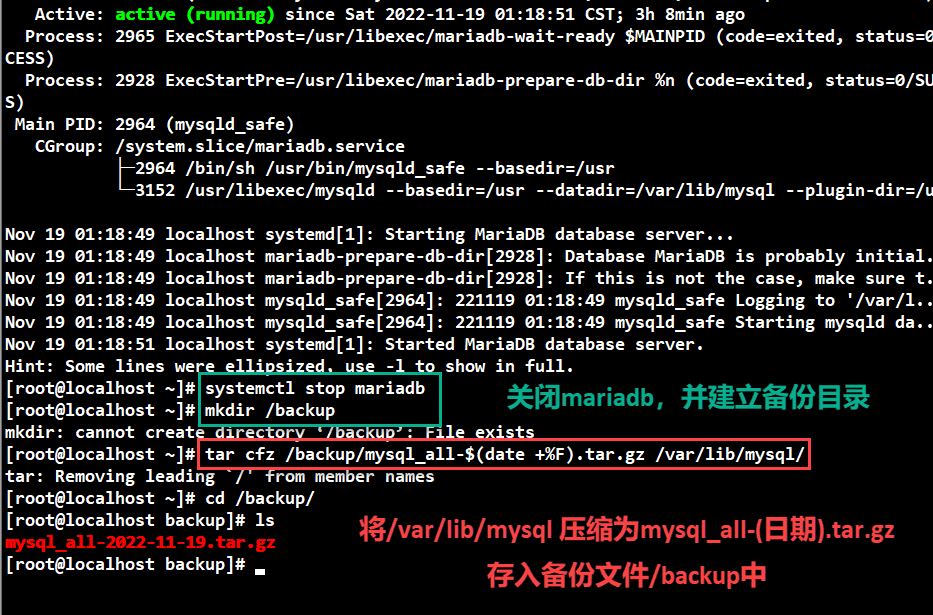 Active: active (running) since Sat 2022-11-19 01:18:51 CST; 3h 8min ago
Process: 2965 ExecStartPost=/usr/libexec/mariadb-wait-ready $MAINPID (code=exited, status=0
CESS)
Process: 2928 ExecStartPre=/usr/libexec/mariadb-prepare-db-dir %n (code=exited, status=0/SU
S)
Main PID: 2964 (mysqld_safe)
CGroup: /system.slice/mariadb.service
├─2964 /bin/sh /usr/bin/mysqld_safe --basedir=/usr
└─3152 /usr/libexec/mysqld --basedir=/usr --datadir=/var/lib/mysql --plugin-dir=/u
Nov 19 01:18:49 localhost systemd[1]: Starting MariaDB database server...
Nov 19 01:18:49 localhost mariadb-prepare-db-dir[2928]: Database MariaDB is probably initial.
Nov 19 01:18:49 localhost mariadb-prepare-db-dir[2928]: If this is not the case, make sure t.
Nov 19 01:18:49 localhost mysqld_safe[2964]: 221119 01:18:49 mysqld_safe Logging to '/var/l..
Nov 19 01:18:49 localhost mysqld_safe[2964]: 221119 01:18:49 mysqld_safe Starting mysqld da..
Nov 19 01:18:51 localhost systemd[1]: Started MariaDB database server.
Hint: Some lines were ellipsized, use -l to show in full.
[root@localhost ~]# systemctl stop mariadb
关闭mariadb，并建立备份目录
[root@localhost ~]# mkdir /backup
mkdir: cannot create directory ‘/backup’: File exists
[root@localhost ~]# tar cfz /backup/mysql_all-$(date +%F).tar.gz /var/lib/mysql/
tar: Removing leading `/' from member names
[root@localhost ~]# cd /backup/
[root@localhost backup]# ls
将/var/lib/mysql 压缩为mysql_all-(日期).tar.gz
mysql_all-2022-11-19.tar.gz
[root@localhost backup]#
存入备份文件/backup中